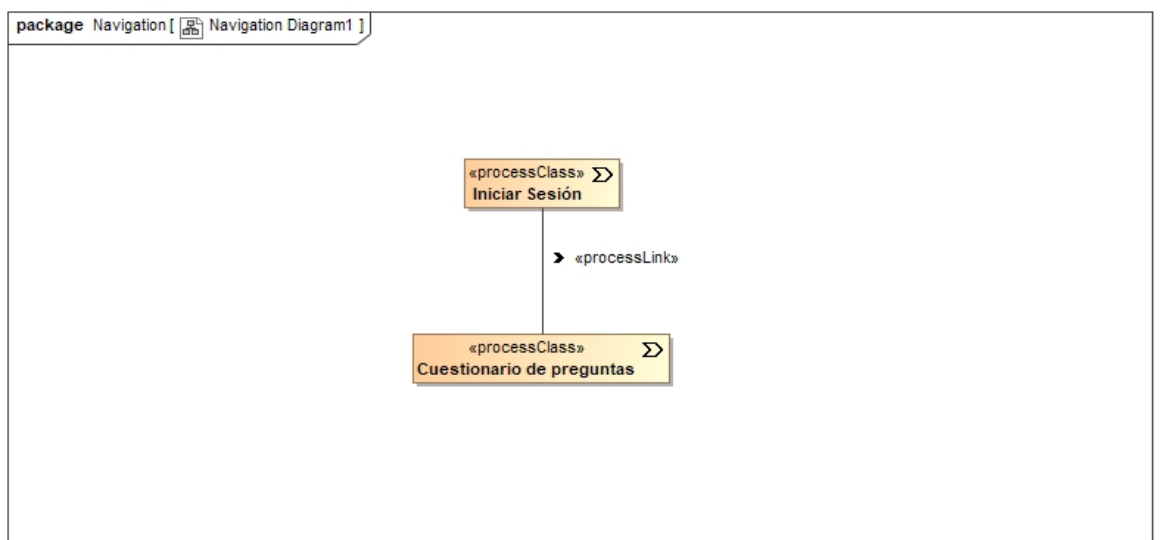 package Navigation [ Navigation Diagram1 ]
«processClass»
Iniciar Sesión
«processLink»
«processClass»
Cuestionario de preguntas